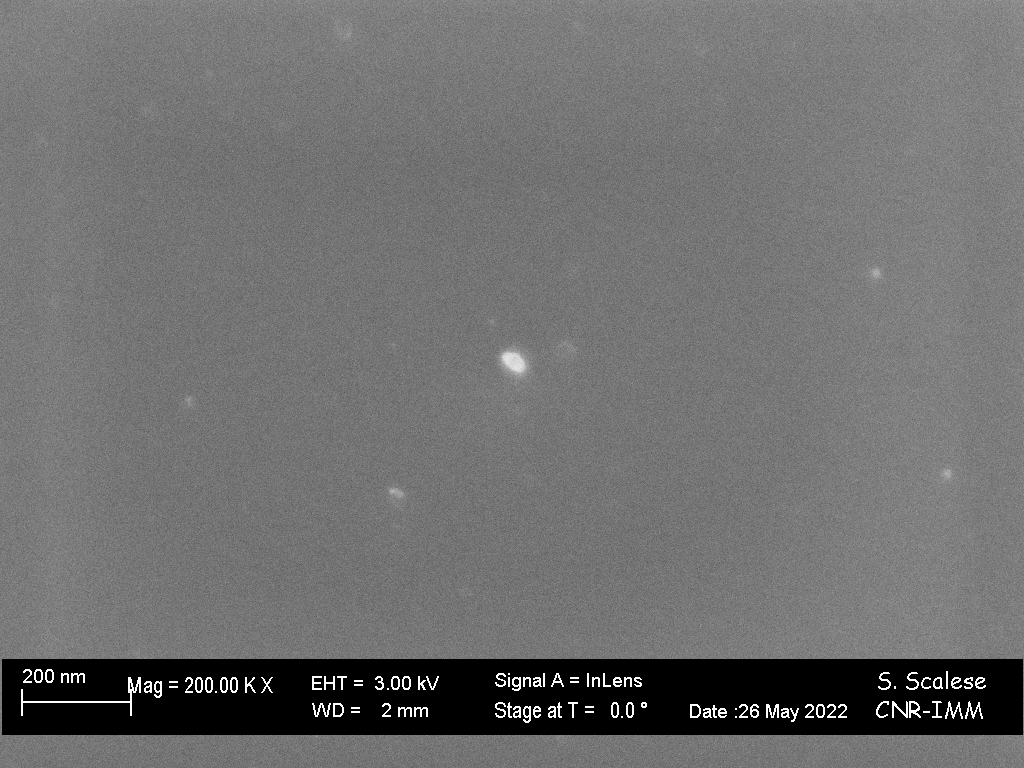 200 nm
Mag = 200.00 K X
EHT = 3.00 kV
WD = 2 mm
Signal A = InLens
Stage at T = 0.0 °
Date :26 May 2022
S. Scalese
CNR-IMM